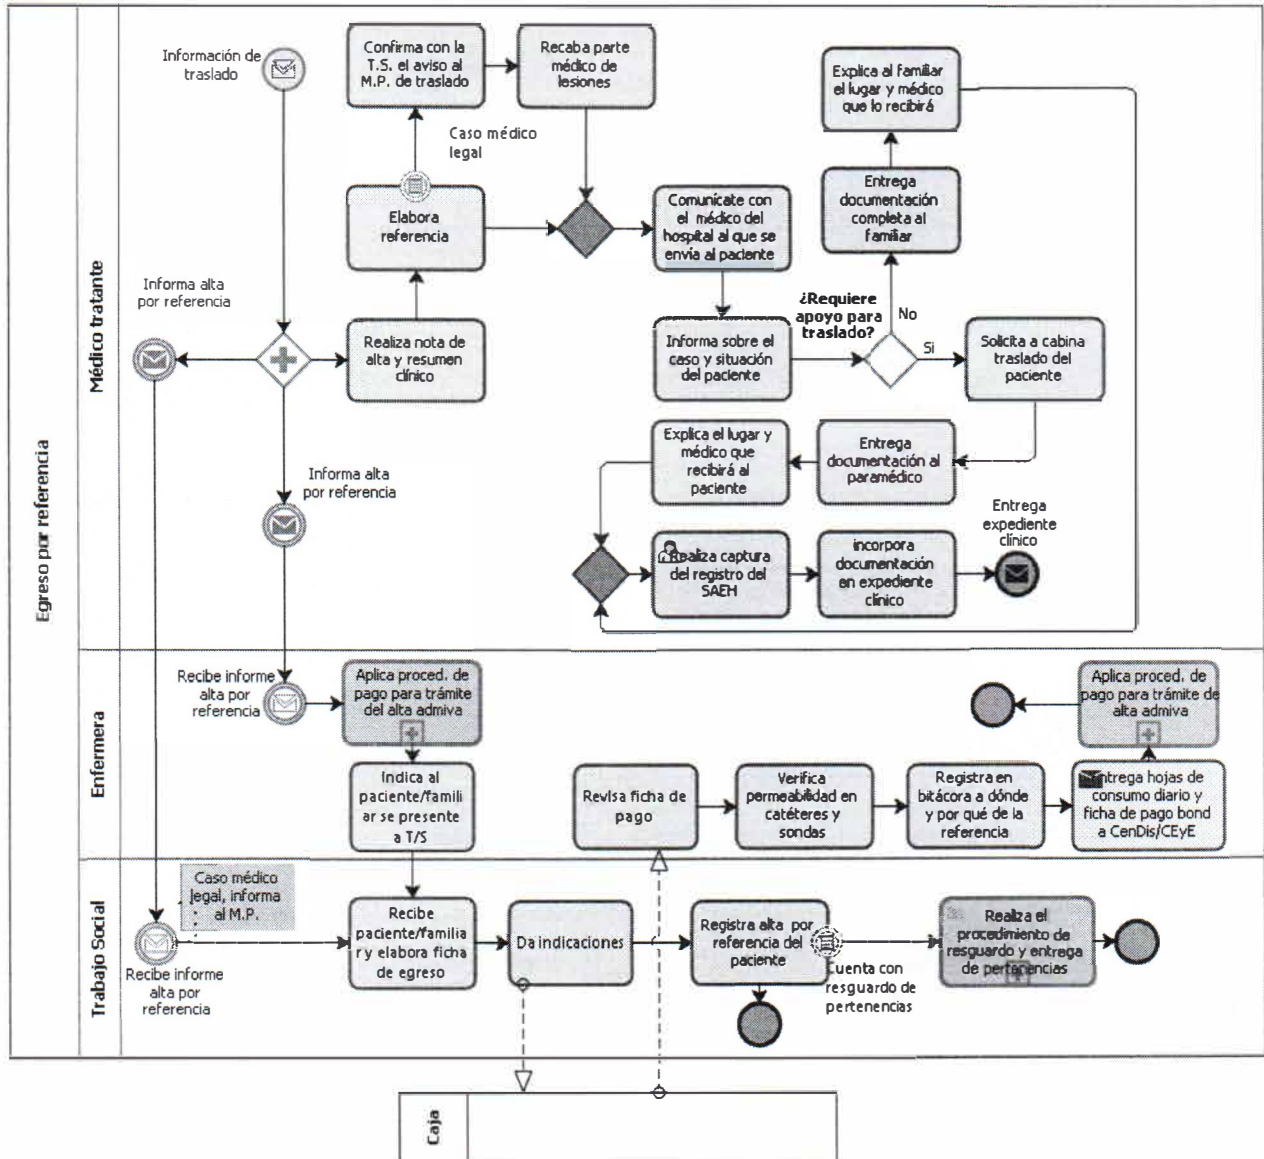 Egreso por referencia
Médico tratante
Información de
traslado
Confirma con la
T.S. el aviso al
M.P. de traslado
Recaba parte
médico de
lesiones
Explica al familiar
el lugar y médico
que lo recibirá
Caso médico
legal
Elabora
referencia
Comunícate con
el médico del
hospital al que se
envía al paciente
Entrega
documentación
completa al
familiar
Informa alta
por referencia
Realiza nota de
alta y resumen
clínico
Informa sobre el
caso y situación
del paciente
¿Requiere
apoyo para
traslado?
No
Si
Solicita a cabina
traslado del
paciente
Explica el lugar y
médico que
recibirá al
paciente
Entrega
documentación al
paramédico
Informa alta
por referencia
Realiza captura
del registro del
SAEH
incorpora
documentación
en expediente
clínico
Entrega
expediente
clínico
Enfermera
Recibe informe
alta por
referencia
Aplica proced. de
pago para trámite
del alta admiva
Aplica proced. de
pago para trámite de
alta admiva
Indica al
paciente/famili
ar se presente
a T/S
Revisa ficha de
pago
Verifica
permeabilidad en
catéteres y
sondas
Registra en
bitácora a dónde
y por qué de la
referencia
Entrega hojas de
consumo diario y
ficha de pago bond
a CenDis/CEyE
Trabajo Social
Caso médico
legal, informa
al M.P.
Recibe informe
alta por
referencia
Recibe
paciente/familia
r y elabora ficha
de egreso
Da indicaciones
Registra alta por
referencia del
paciente
Cuenta con
resguardo de
pertenencias
Realiza el
procedimiento de
resguardo y entrega
de pertenencias
Caja